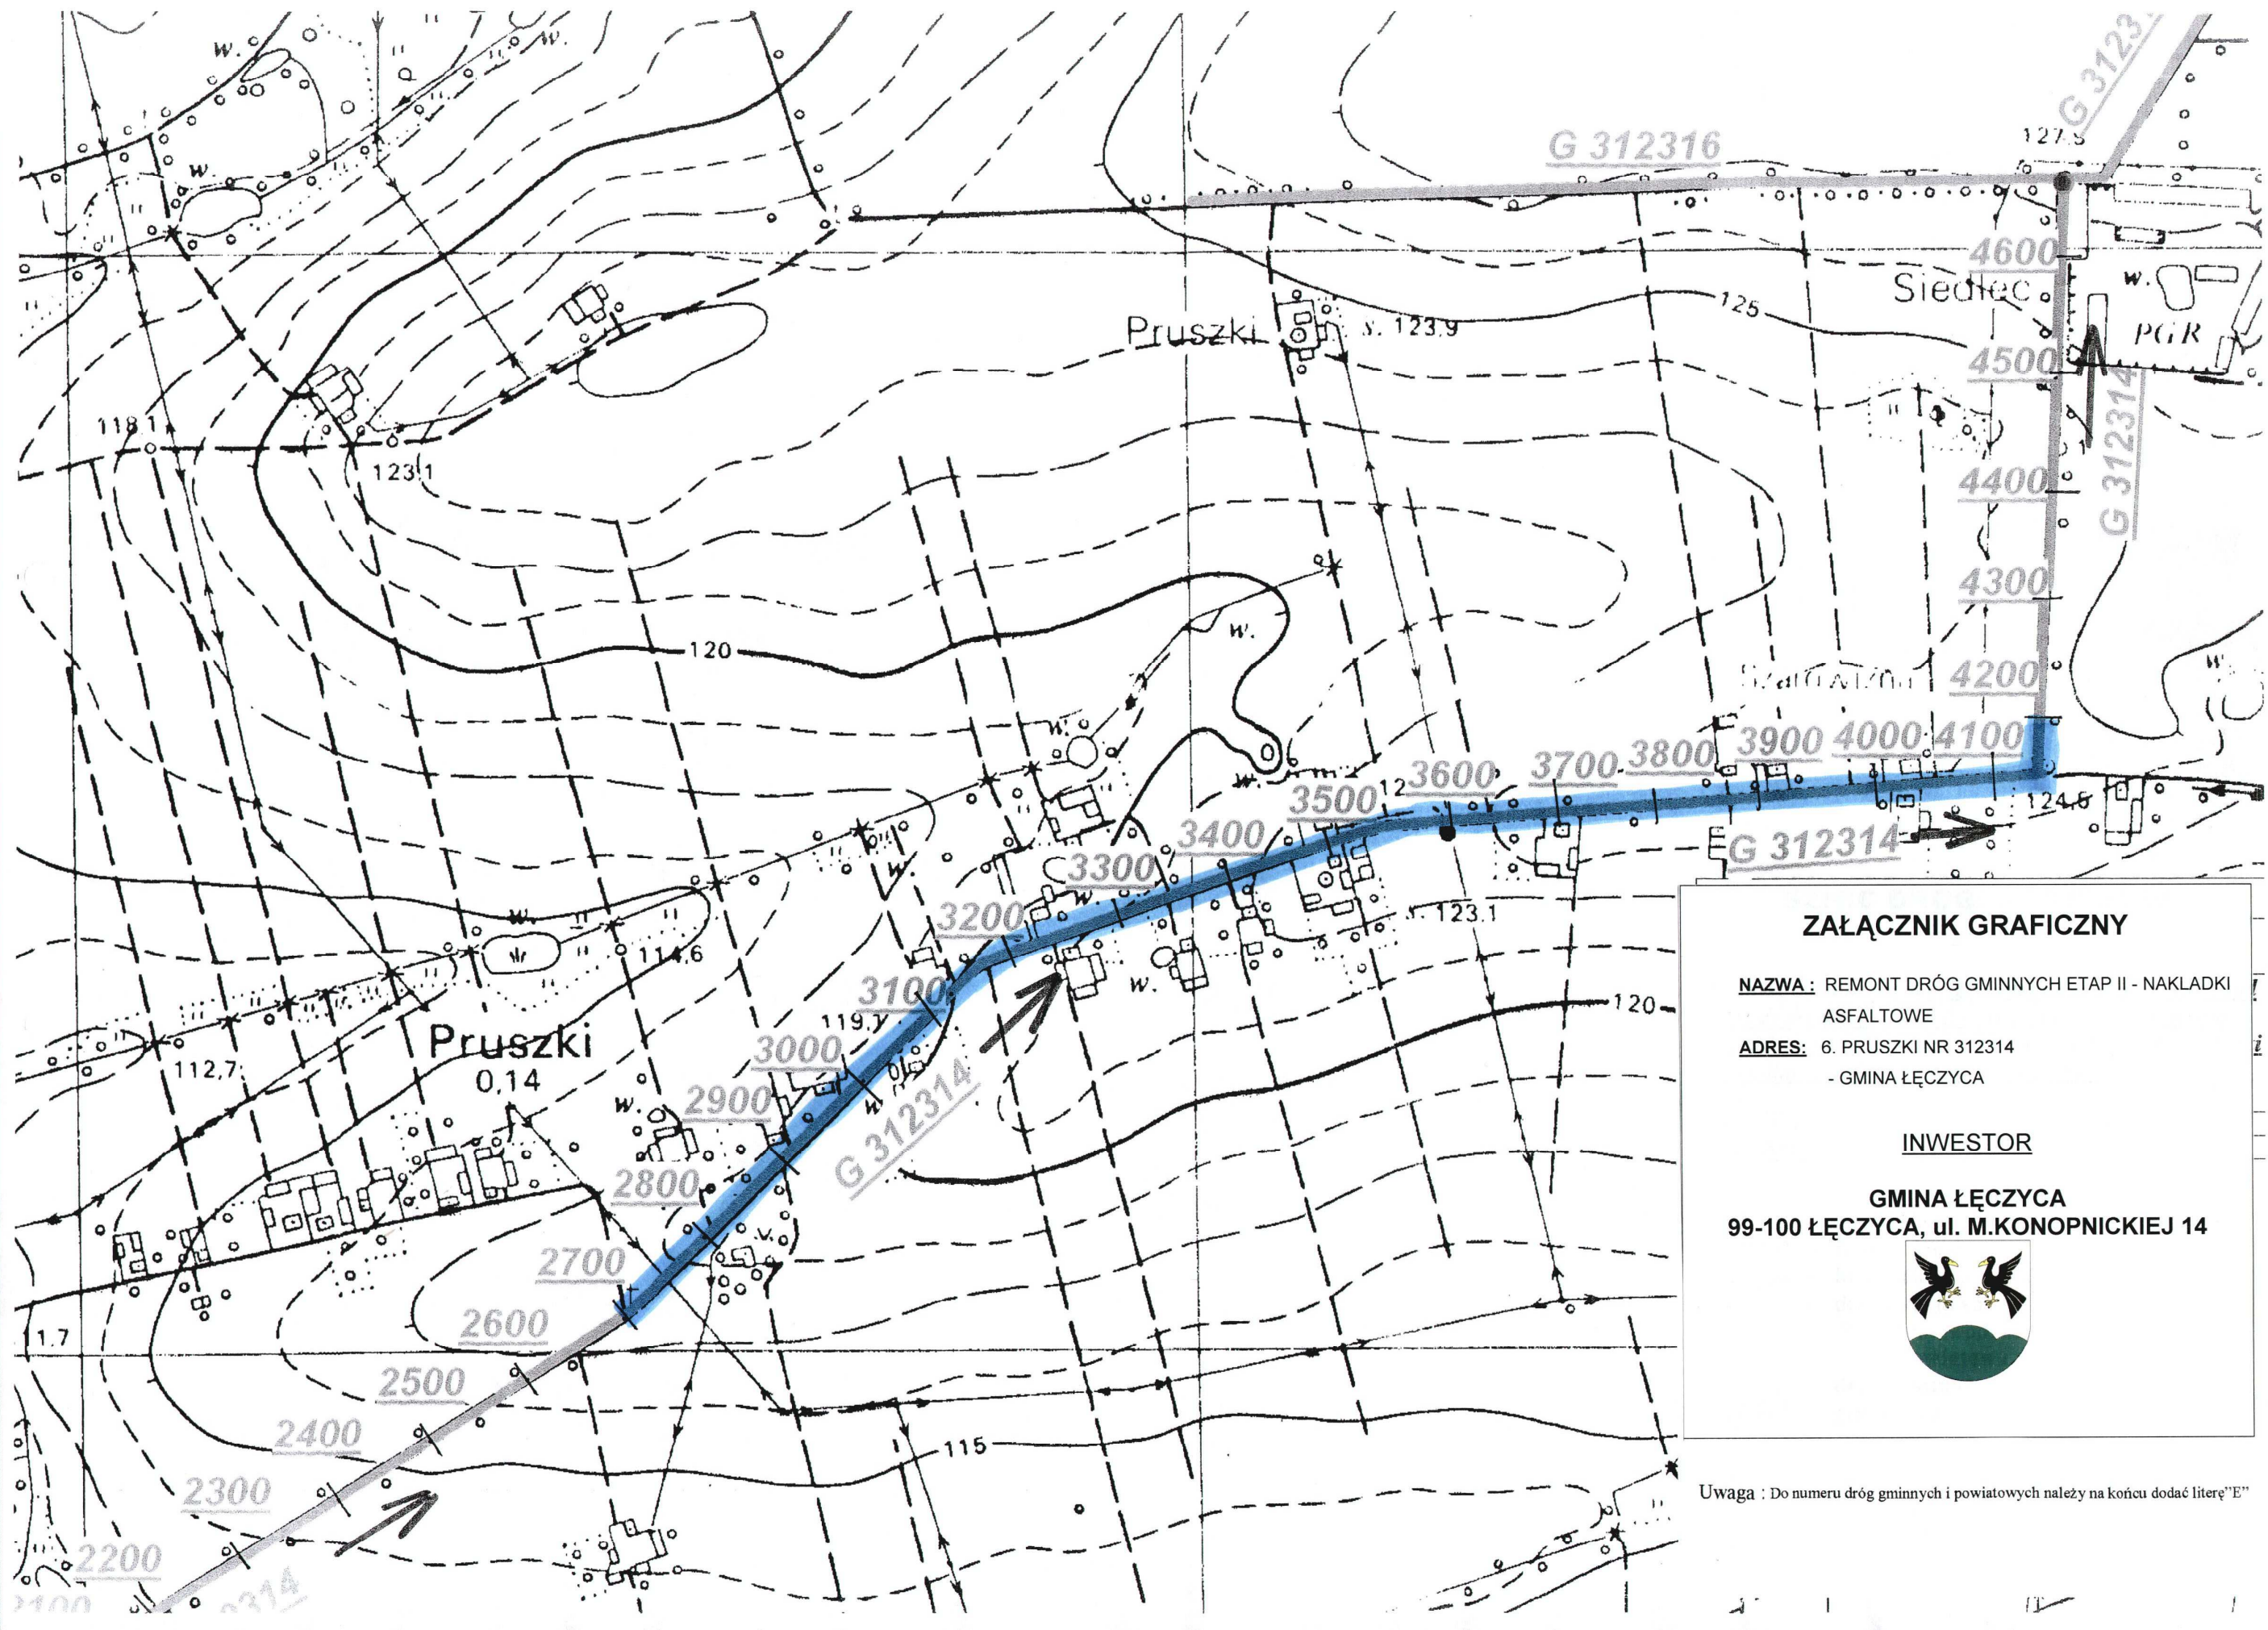 w.
w.
w.
G 312316
127.5
4600
Siedlec
w.
PGR
125
Pruszki
s. 123.9
4500
118.1
123.1
4400
G 312314
4300
120
w.
4200
w.
w.
3900
4000
4100
3800
3700
3600
w.
3500
124.8
3400
G 312314
3300
w.
w.
3200
123.1
w.
114.6
w.
3100
120
Pruszki
0,14
119.7
112,7
3000
2900
w.
G 312314
2800
2700
2600
11.7
2500
2400
115
2300
2200
2100
ZAŁĄCZNIK GRAFICZNY
NAZWA : REMONT DRÓG GMINNYCH ETAP II - NAKLADKI
ASFALTOWE
ADRES: 6. PRUSZKI NR 312314
- GMINA ŁĘCZYCA
INWESTOR
GMINA ŁĘCZYCA
99-100 ŁĘCZYCA, ul. M.KONOPNICKIEJ 14
Uwaga : Do numeru dróg gminnych i powiatowych należy na końcu dodać literę"E"